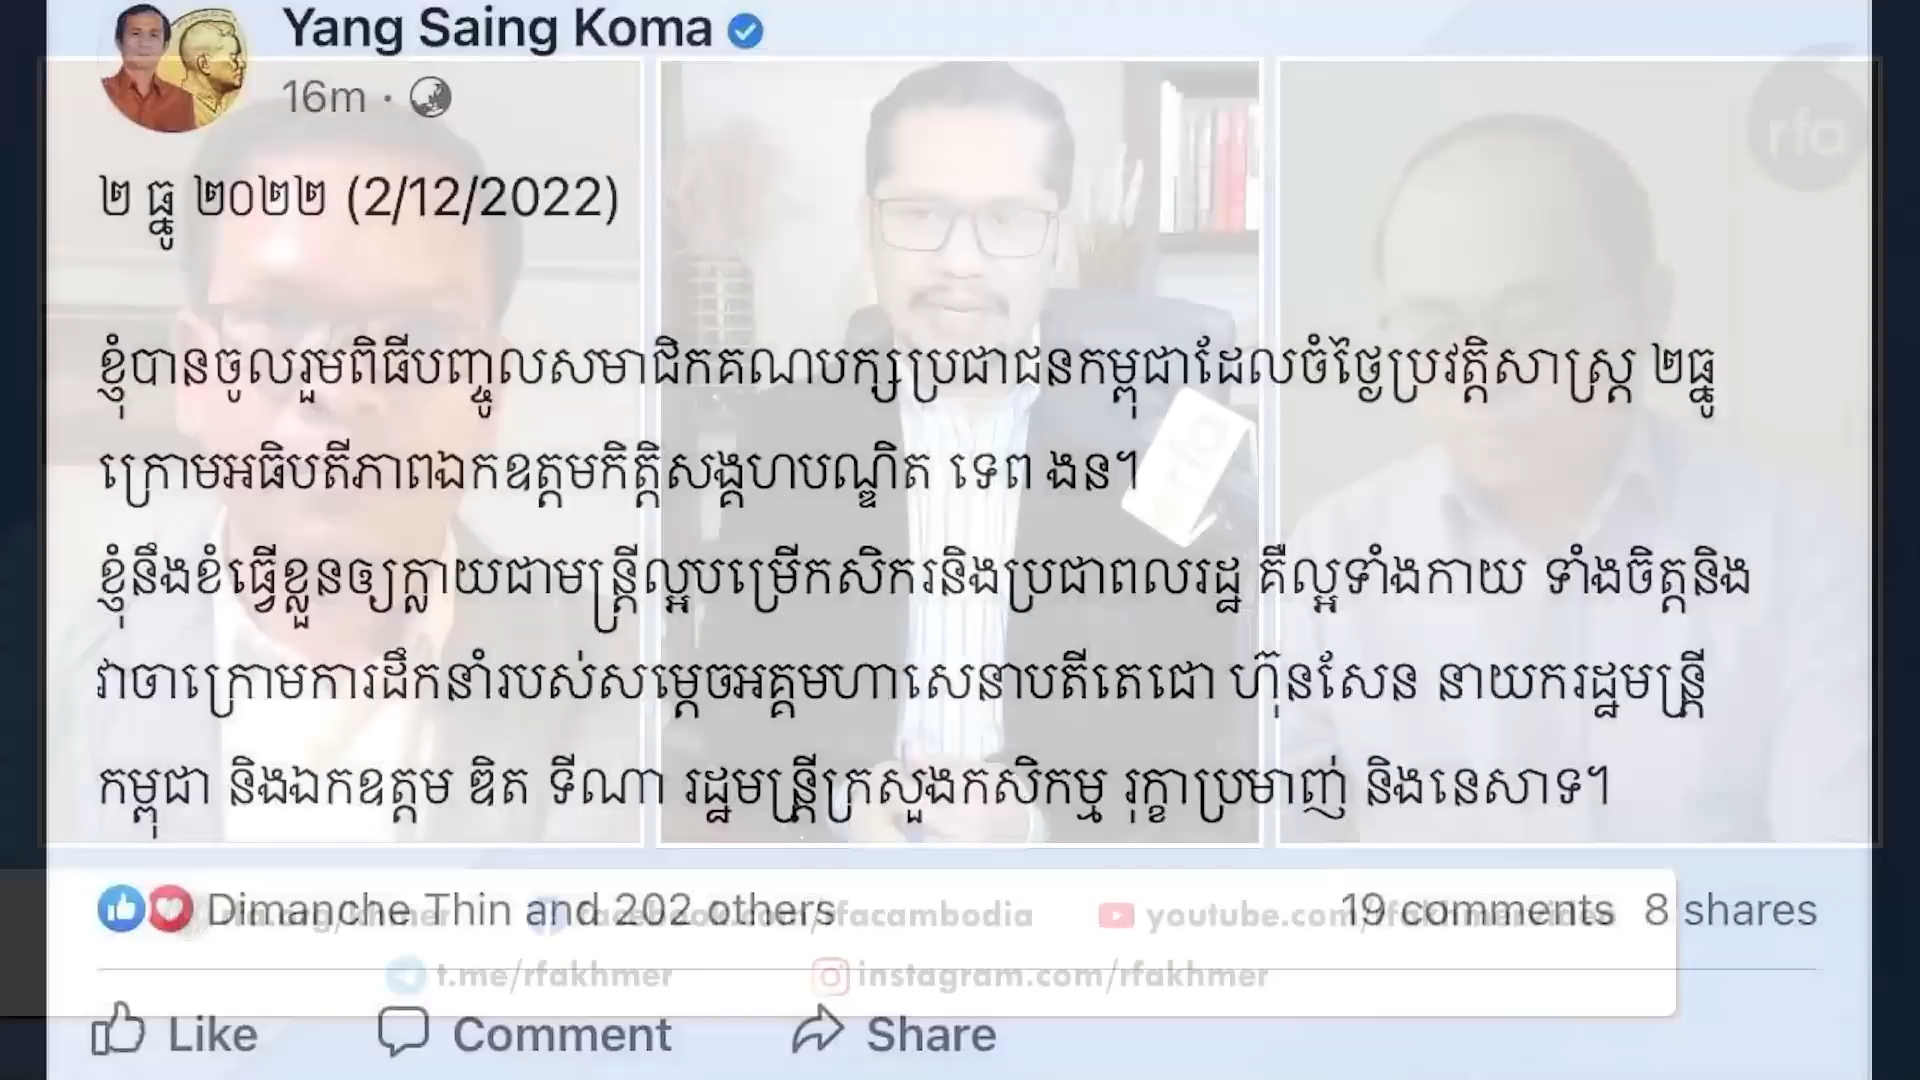 Yang Saing Koma
16m ·
rfa
២ ធ្នូ ២០២២ (2/12/2022)
ខ្ញុំបានចូលរួមពិធីបញ្ចូលសមាជិកគណបក្សប្រជាជនកម្ពុជាដែលចំថ្ងៃប្រវត្តិសាស្ត្រ ២ធ្នូ
ក្រោមអធិបតីភាពឯកឧត្តមកិត្តិសង្គហបណ្ឌិត ទេព ងន។
ខ្ញុំនឹងខំធ្វើខ្លួនឲ្យក្លាយជាមន្ត្រីល្អបម្រើកសិករនិងប្រជាពលរដ្ឋ គឺល្អទាំងកាយ ទាំងចិត្តនិង
វាចាក្រោមការដឹកនាំរបស់សម្តេចអគ្គមហាសេនាបតីតេជោ ហ៊ុនសែន នាយករដ្ឋមន្ត្រី
កម្ពុជា និងឯកឧត្តម ឌិត ទីណា រដ្ឋមន្ត្រីក្រសួងកសិកម្ម រុក្ខាប្រមាញ់ និងនេសាទ។
Dimanche Thin and 202 others 19 comments 8 shares
rfa.org/khmer facebook.com/rfacambodia youtube.com/rfakhmervideo
t.me/rfakhmer instagram.com/rfakhmer
Like Comment Share